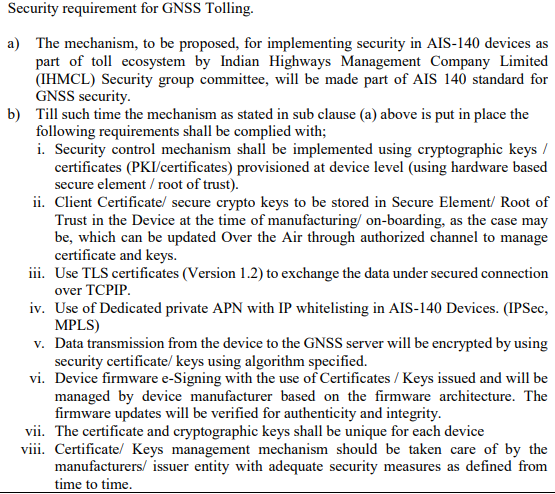 Security requirement for GNSS Tolling.
a) The mechanism, to be proposed, for implementing security in AIS-140 devices as
part of toll ecosystem by Indian Highways Management Company Limited
(IHMCL) Security group committee, will be made part of AIS 140 standard for
GNSS security.
b) Till such time the mechanism as stated in sub clause (a) above is put in place the
following requirements shall be complied with;
i. Security control mechanism shall be implemented using cryptographic keys /
certificates (PKI/certificates) provisioned at device level (using hardware based
secure element / root of trust).
ii. Client Certificate/ secure crypto keys to be stored in Secure Element/ Root of
Trust in the Device at the time of manufacturing/ on-boarding, as the case may
be, which can be updated Over the Air through authorized channel to manage
certificate and keys.
iii. Use TLS certificates (Version 1.2) to exchange the data under secured connection
over TCPIP.
iv. Use of Dedicated private APN with IP whitelisting in AIS-140 Devices. (IPSec,
MPLS)
v. Data transmission from the device to the GNSS server will be encrypted by using
security certificate/ keys using algorithm specified.
vi. Device firmware e-Signing with the use of Certificates / Keys issued and will be
managed by device manufacturer based on the firmware architecture. The
firmware updates will be verified for authenticity and integrity.
vii. The certificate and cryptographic keys shall be unique for each device
viii. Certificate/ Keys management mechanism should be taken care of by the
manufacturers/ issuer entity with adequate security measures as defined from
time to time.